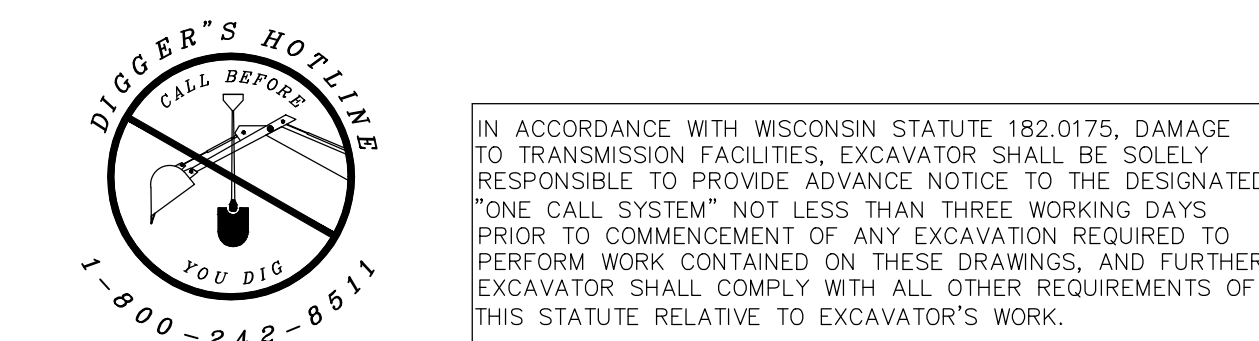 DIGGER"S HOTLINE
CALL BEFORE
YOU DIG
1-800-242-8511
IN ACCORDANCE WITH WISCONSIN STATUTE 182.0175, DAMAGE
TO TRANSMISSION FACILITIES, EXCAVATOR SHALL BE SOLELY
RESPONSIBLE TO PROVIDE ADVANCE NOTICE TO THE DESIGNATED
"ONE CALL SYSTEM" NOT LESS THAN THREE WORKING DAYS
PRIOR TO COMMENCEMENT OF ANY EXCAVATION REQUIRED TO
PERFORM WORK CONTAINED ON THESE DRAWINGS, AND FURTHER
EXCAVATOR SHALL COMPLY WITH ALL OTHER REQUIREMENTS OF
THIS STATUTE RELATIVE TO EXCAVATOR'S WORK.